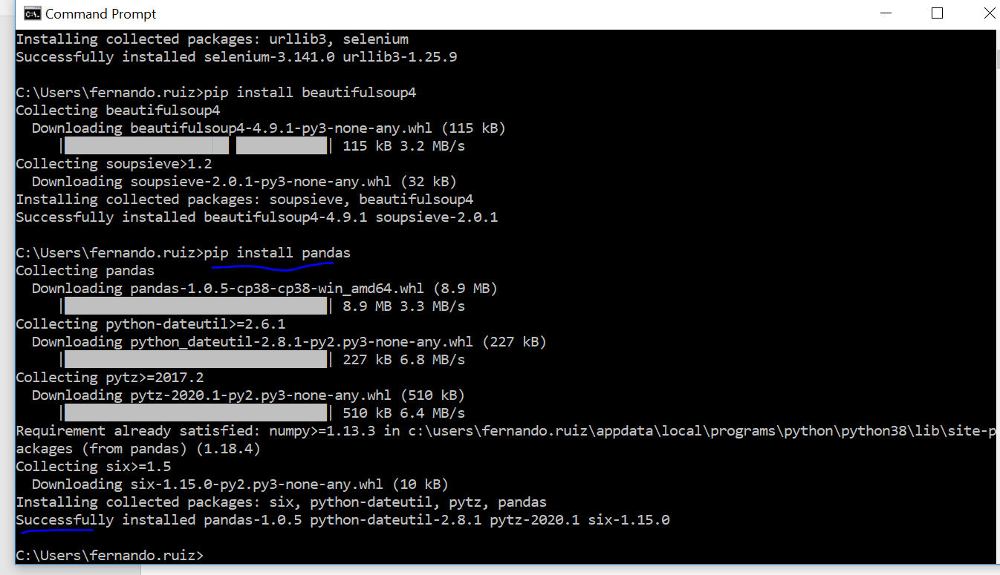 Command Prompt
Installing collected packages: urllib3, selenium
Successfully installed selenium-3.141.0 urllib3-1.25.9
C:\Users\fernando.ruiz>pip install beautifulsoup4
Collecting beautifulsoup4
Downloading beautifulsoup4-4.9.1-py3-none-any.whl (115 kB)
| | 115 kB 3.2 MB/s
Collecting soupsieve>1.2
Downloading soupsieve-2.0.1-py3-none-any.whl (32 kB)
Installing collected packages: soupsieve, beautifulsoup4
Successfully installed beautifulsoup4-4.9.1 soupsieve-2.0.1
C:\Users\fernando.ruiz>pip install pandas
Collecting pandas
Downloading pandas-1.0.5-cp38-cp38-win_amd64.whl (8.9 MB)
| | 8.9 MB 3.3 MB/s
Collecting python-dateutil>=2.6.1
Downloading python_dateutil-2.8.1-py2.py3-none-any.whl (227 kB)
| | 227 kB 6.8 MB/s
Collecting pytz>=2017.2
Downloading pytz-2020.1-py2.py3-none-any.whl (510 kB)
| | 510 kB 6.4 MB/s
Requirement already satisfied: numpy>=1.13.3 in c:\users\fernando.ruiz\appdata\local\programs\python\python38\lib\site-p
ackages (from pandas) (1.18.4)
Collecting six>=1.5
Downloading six-1.15.0-py2.py3-none-any.whl (10 kB)
Installing collected packages: six, python-dateutil, pytz, pandas
Successfully installed pandas-1.0.5 python-dateutil-2.8.1 pytz-2020.1 six-1.15.0
C:\Users\fernando.ruiz>